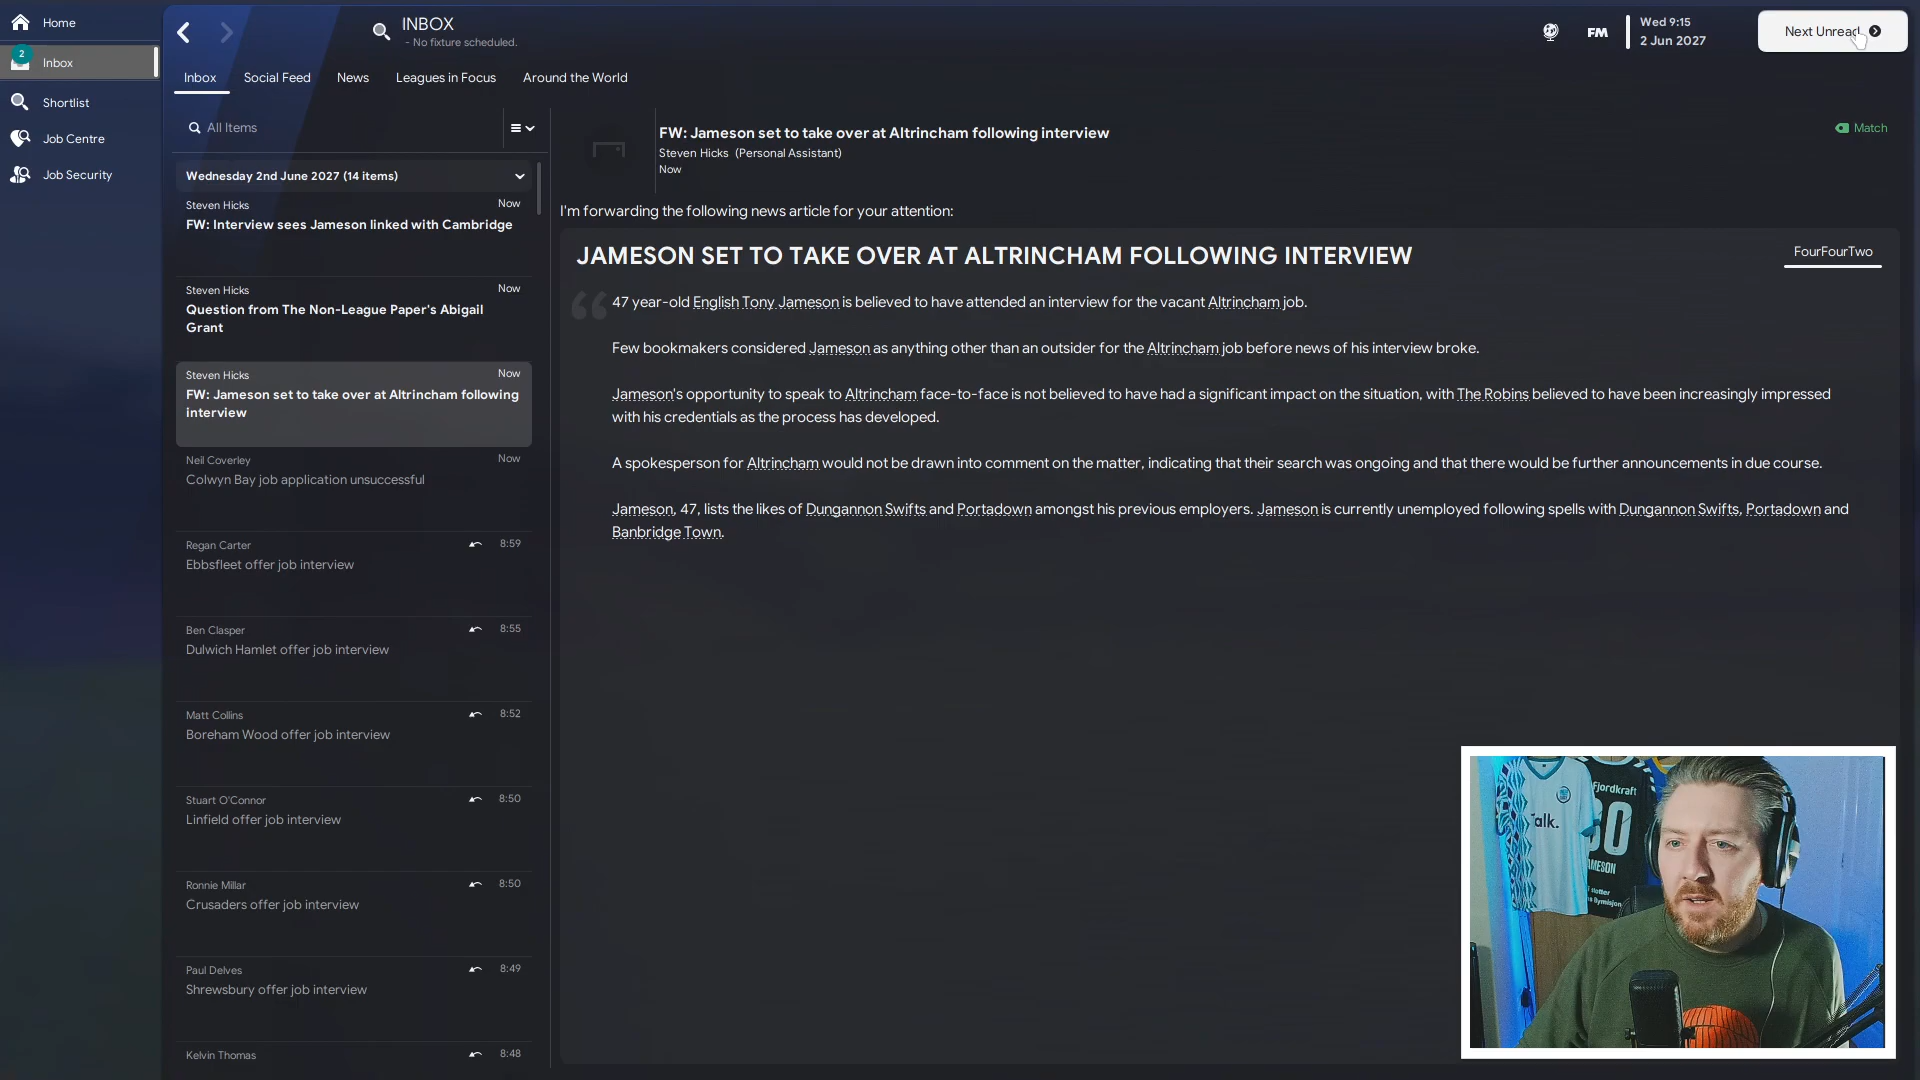 Home
2
Inbox
Shortlist
Job Centre
Job Security
INBOX
- No fixture scheduled.
FM
Wed 9:15
2 Jun 2027
Next Unread
Inbox
Social Feed
News
Leagues in Focus
Around the World
All Items
Wednesday 2nd June 2027 (14 items)
Steven Hicks
Now
FW: Interview sees Jameson linked with Cambridge
Steven Hicks
Now
Question from The Non-League Paper's Abigail
Grant
Steven Hicks
Now
FW: Jameson set to take over at Altrincham following
interview
Neil Coverley
Now
Colwyn Bay job application unsuccessful
Regan Carter
8:59
Ebbsfleet offer job interview
Ben Clasper
8:55
Dulwich Hamlet offer job interview
Matt Collins
8:52
Boreham Wood offer job interview
Stuart O'Connor
8:50
Linfield offer job interview
Ronnie Millar
8:50
Crusaders offer job interview
Paul Delves
8:49
Shrewsbury offer job interview
Kelvin Thomas
8:48
FW: Jameson set to take over at Altrincham following interview
Steven Hicks (Personal Assistant)
Now
Match
I'm forwarding the following news article for your attention:
JAMESON SET TO TAKE OVER AT ALTRINCHAM FOLLOWING INTERVIEW
FourFourTwo
47 year-old English Tony Jameson is believed to have attended an interview for the vacant Altrincham job.
Few bookmakers considered Jameson as anything other than an outsider for the Altrincham job before news of his interview broke.
Jameson's opportunity to speak to Altrincham face-to-face is not believed to have had a significant impact on the situation, with The Robins believed to have been increasingly impressed
with his credentials as the process has developed.
A spokesperson for Altrincham would not be drawn into comment on the matter, indicating that their search was ongoing and that there would be further announcements in due course.
Jameson, 47, lists the likes of Dungannon Swifts and Portadown amongst his previous employers. Jameson is currently unemployed following spells with Dungannon Swifts, Portadown and
Banbridge Town.
fjordkraft
alk.